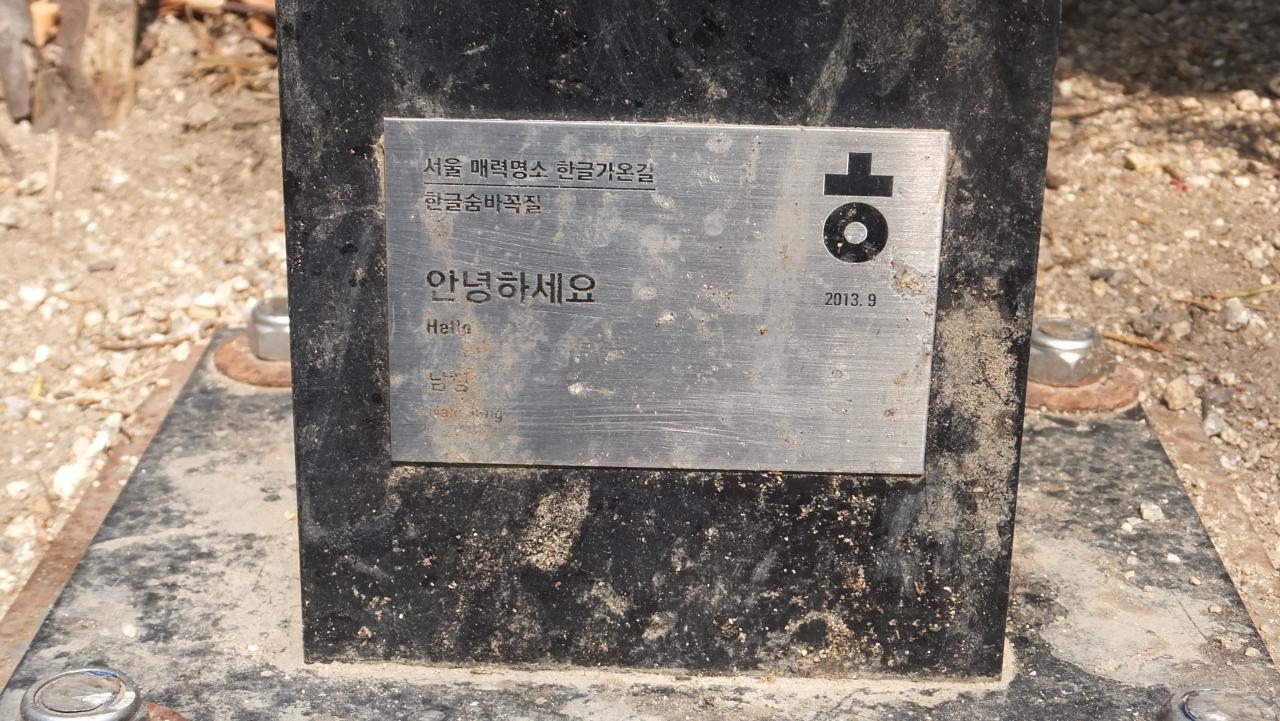 서울 매력명소 한글가온길
한글숨바꼭질
안녕하세요
Hello
2013. 9